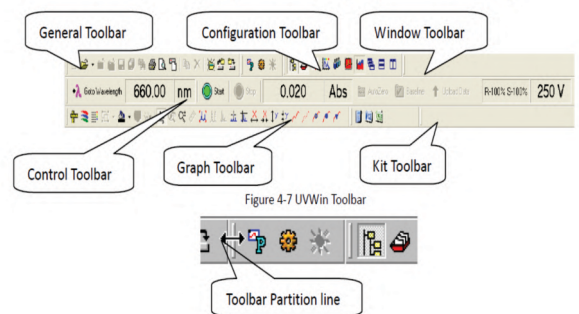 General Toolbar
Configuration Toolbar
Window Toolbar
λ Goto Wavelength 660.00 nm Start Stop 0.020 Abs AutoZero Baseline R-100% S-100% 250 V
Control Toolbar
Graph Toolbar
Kit Toolbar
Figure 4-7 UVWin Toolbar
Toolbar Partition line